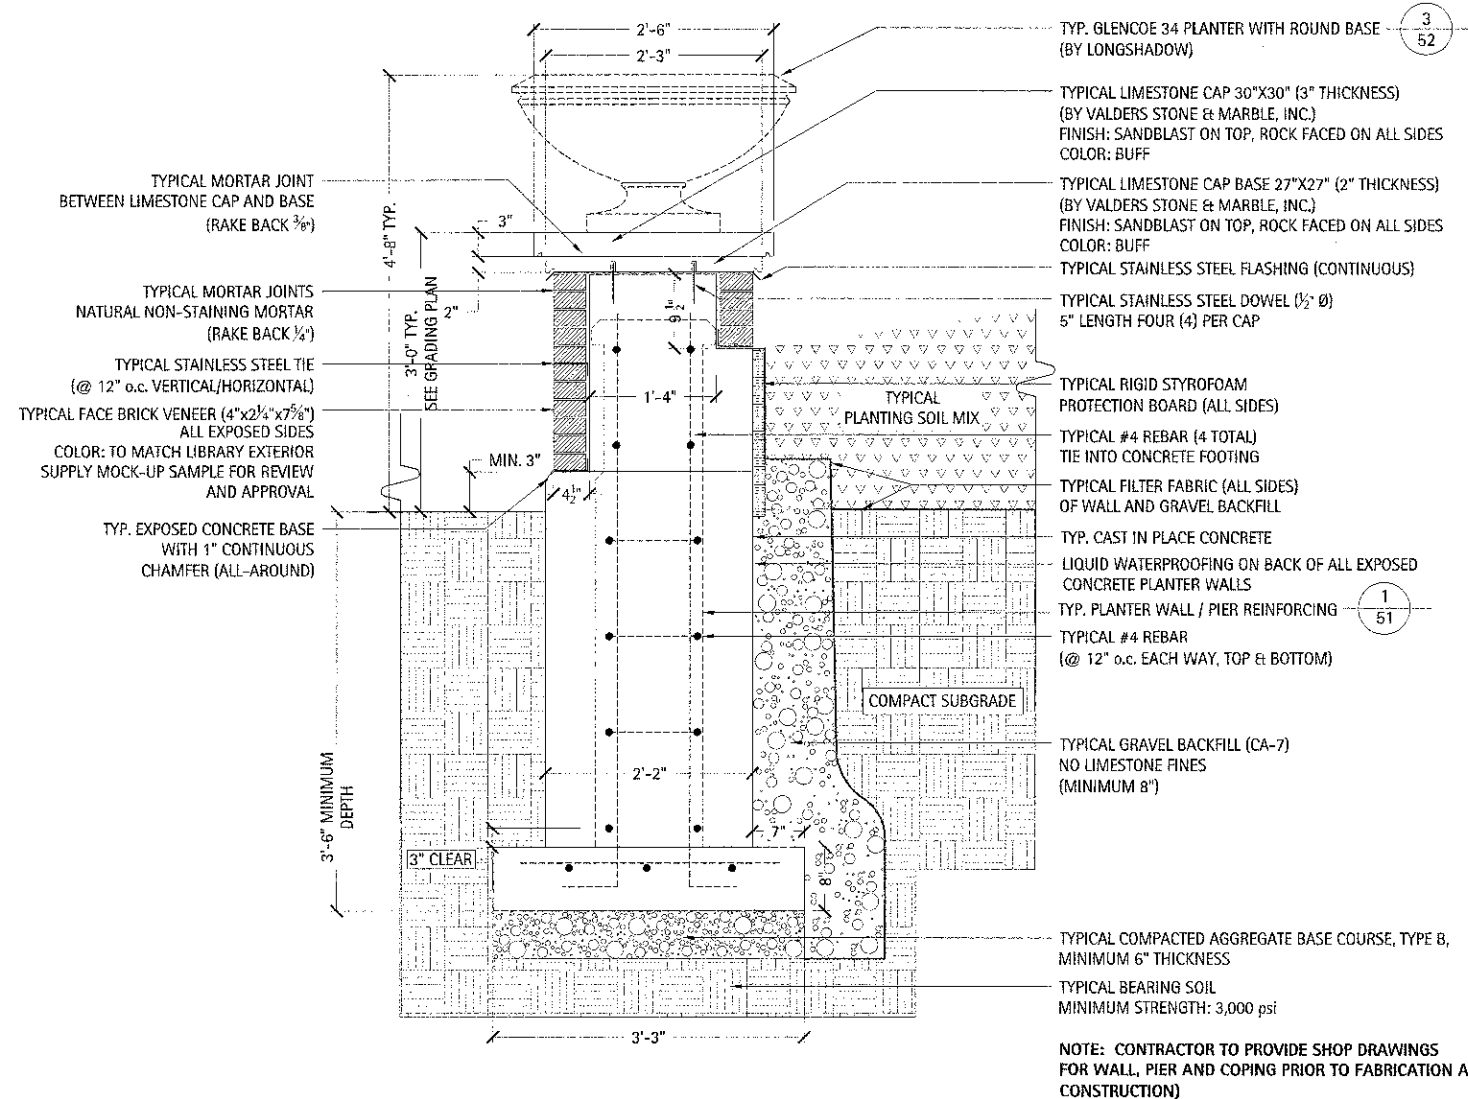 2'-6"
2'-3"
TYP. GLENCOE 34 PLANTER WITH ROUND BASE
(BY LONGSHADOW)
3
52
TYPICAL LIMESTONE CAP 30"X30" (3" THICKNESS)
(BY VALDERS STONE & MARBLE, INC.)
FINISH: SANDBLAST ON TOP, ROCK FACED ON ALL SIDES
COLOR: BUFF
TYPICAL MORTAR JOINT
BETWEEN LIMESTONE CAP AND BASE
(RAKE BACK 3/8")
TYPICAL LIMESTONE CAP BASE 27"X27" (2" THICKNESS)
(BY VALDERS STONE & MARBLE, INC.)
FINISH: SANDBLAST ON TOP, ROCK FACED ON ALL SIDES
COLOR: BUFF
4'-8" TYP.
3"
2"
3'-0" TYP.
SEE GRADING PLAN
TYPICAL STAINLESS STEEL FLASHING (CONTINUOUS)
TYPICAL MORTAR JOINTS
NATURAL NON-STAINING MORTAR
(RAKE BACK 1/4")
9 1/2"
TYPICAL STAINLESS STEEL DOWEL (1/2" Ø)
5" LENGTH FOUR (4) PER CAP
TYPICAL STAINLESS STEEL TIE
(@ 12" o.c. VERTICAL/HORIZONTAL)
1'-4"
TYPICAL
PLANTING SOIL MIX
TYPICAL RIGID STYROFOAM
PROTECTION BOARD (ALL SIDES)
TYPICAL FACE BRICK VENEER (4"x2 1/4"x7 5/8")
ALL EXPOSED SIDES
COLOR: TO MATCH LIBRARY EXTERIOR
SUPPLY MOCK-UP SAMPLE FOR REVIEW
AND APPROVAL
TYPICAL #4 REBAR (4 TOTAL)
TIE INTO CONCRETE FOOTING
MIN. 3"
4 1/2"
TYPICAL FILTER FABRIC (ALL SIDES)
OF WALL AND GRAVEL BACKFILL
TYP. EXPOSED CONCRETE BASE
WITH 1" CONTINUOUS
CHAMFER (ALL-AROUND)
TYP. CAST IN PLACE CONCRETE
LIQUID WATERPROOFING ON BACK OF ALL EXPOSED
CONCRETE PLANTER WALLS
TYP. PLANTER WALL / PIER REINFORCING
1
51
TYPICAL #4 REBAR
(@ 12" o.c. EACH WAY, TOP & BOTTOM)
COMPACT SUBGRADE
TYPICAL GRAVEL BACKFILL (CA-7)
NO LIMESTONE FINES
(MINIMUM 8")
2'-2"
3'-6" MINIMUM
DEPTH
7"
3" CLEAR
8"
TYPICAL COMPACTED AGGREGATE BASE COURSE, TYPE B,
MINIMUM 6" THICKNESS
TYPICAL BEARING SOIL
MINIMUM STRENGTH: 3,000 psi
3'-3"
NOTE: CONTRACTOR TO PROVIDE SHOP DRAWINGS
FOR WALL, PIER AND COPING PRIOR TO FABRICATION A
CONSTRUCTION)